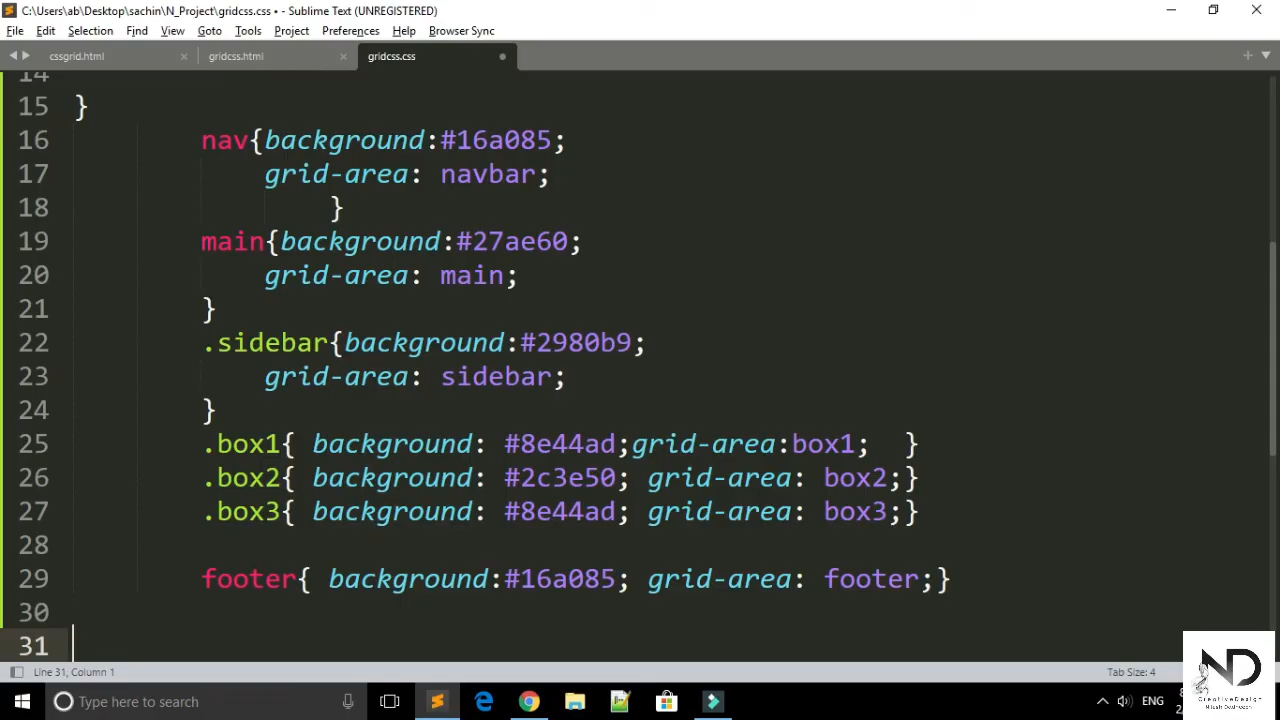 C:\Users\ab\Desktop\sachin\N_Project\gridcss.css • - Sublime Text (UNREGISTERED)
File Edit Selection Find View Goto Tools Project Preferences Help Browser Sync
cssgrid.html gridcss.html gridcss.css
14
15 }
16 nav{background:#16a085;
17 grid-area: navbar;
18 }
19 main{background:#27ae60;
20 grid-area: main;
21 }
22 .sidebar{background:#2980b9;
23 grid-area: sidebar;
24 }
25 .box1{ background: #8e44ad;grid-area:box1; }
26 .box2{ background: #2c3e50; grid-area: box2;}
27 .box3{ background: #8e44ad; grid-area: box3;}
28
29 footer{ background:#16a085; grid-area: footer;}
30
31
Line 31, Column 1 Tab Size: 4
ND
CreativeDesign
Type here to search ENG